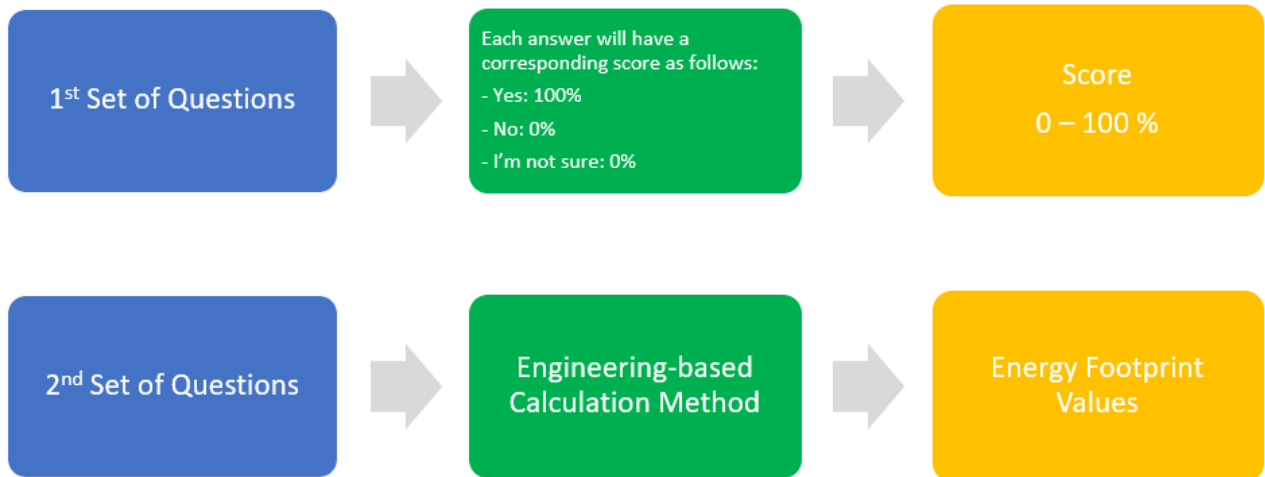 1st Set of Questions
Each answer will have a
corresponding score as follows:
- Yes: 100%
- No: 0%
- I'm not sure: 0%
Score
0 – 100 %
2nd Set of Questions
Engineering-based
Calculation Method
Energy Footprint
Values